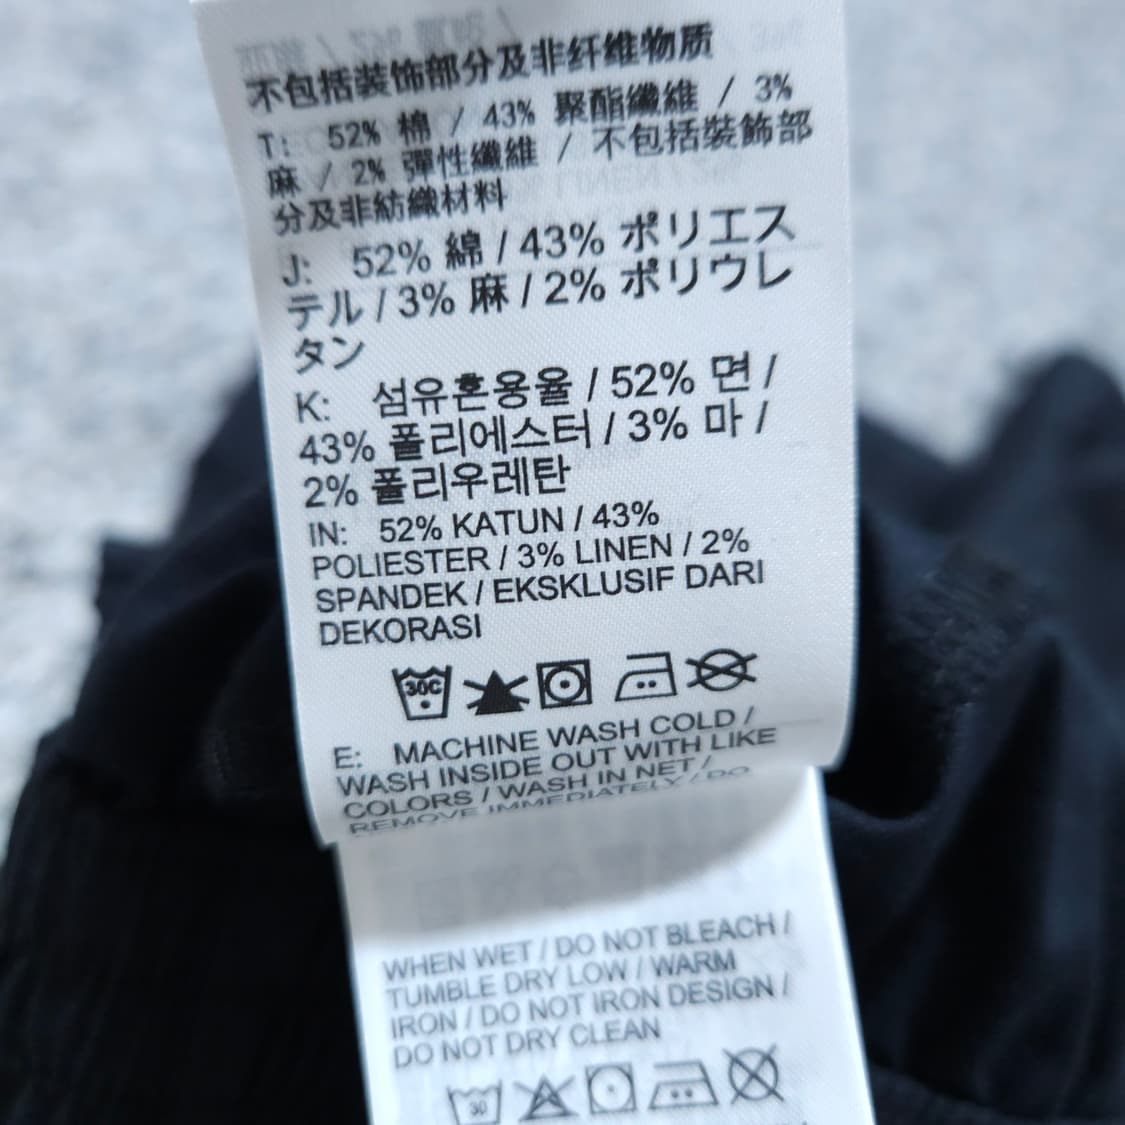 不包括装饰部分及非纤维物质
T: 52% 棉 / 43% 聚酯纖維 / 3%
麻 / 2% 彈性纖維 / 不包括裝飾部
分及非紡織材料
J: 52% 綿 / 43% ポリエス
テル / 3% 麻 / 2% ポリウレ
タン
K: 섬유혼용율 / 52% 면 /
43% 폴리에스터 / 3% 마 /
2% 폴리우레탄
IN: 52% KATUN / 43%
POLIESTER / 3% LINEN / 2%
SPANDEK / EKSKLUSIF DARI
DEKORASI
30C
E: MACHINE WASH COLD /
WASH INSIDE OUT WITH LIKE
COLORS / WASH IN NET /
REMOVE IMMEDIATELY / DO
WHEN WET / DO NOT BLEACH /
TUMBLE DRY LOW / WARM
IRON / DO NOT IRON DESIGN /
DO NOT DRY CLEAN
30